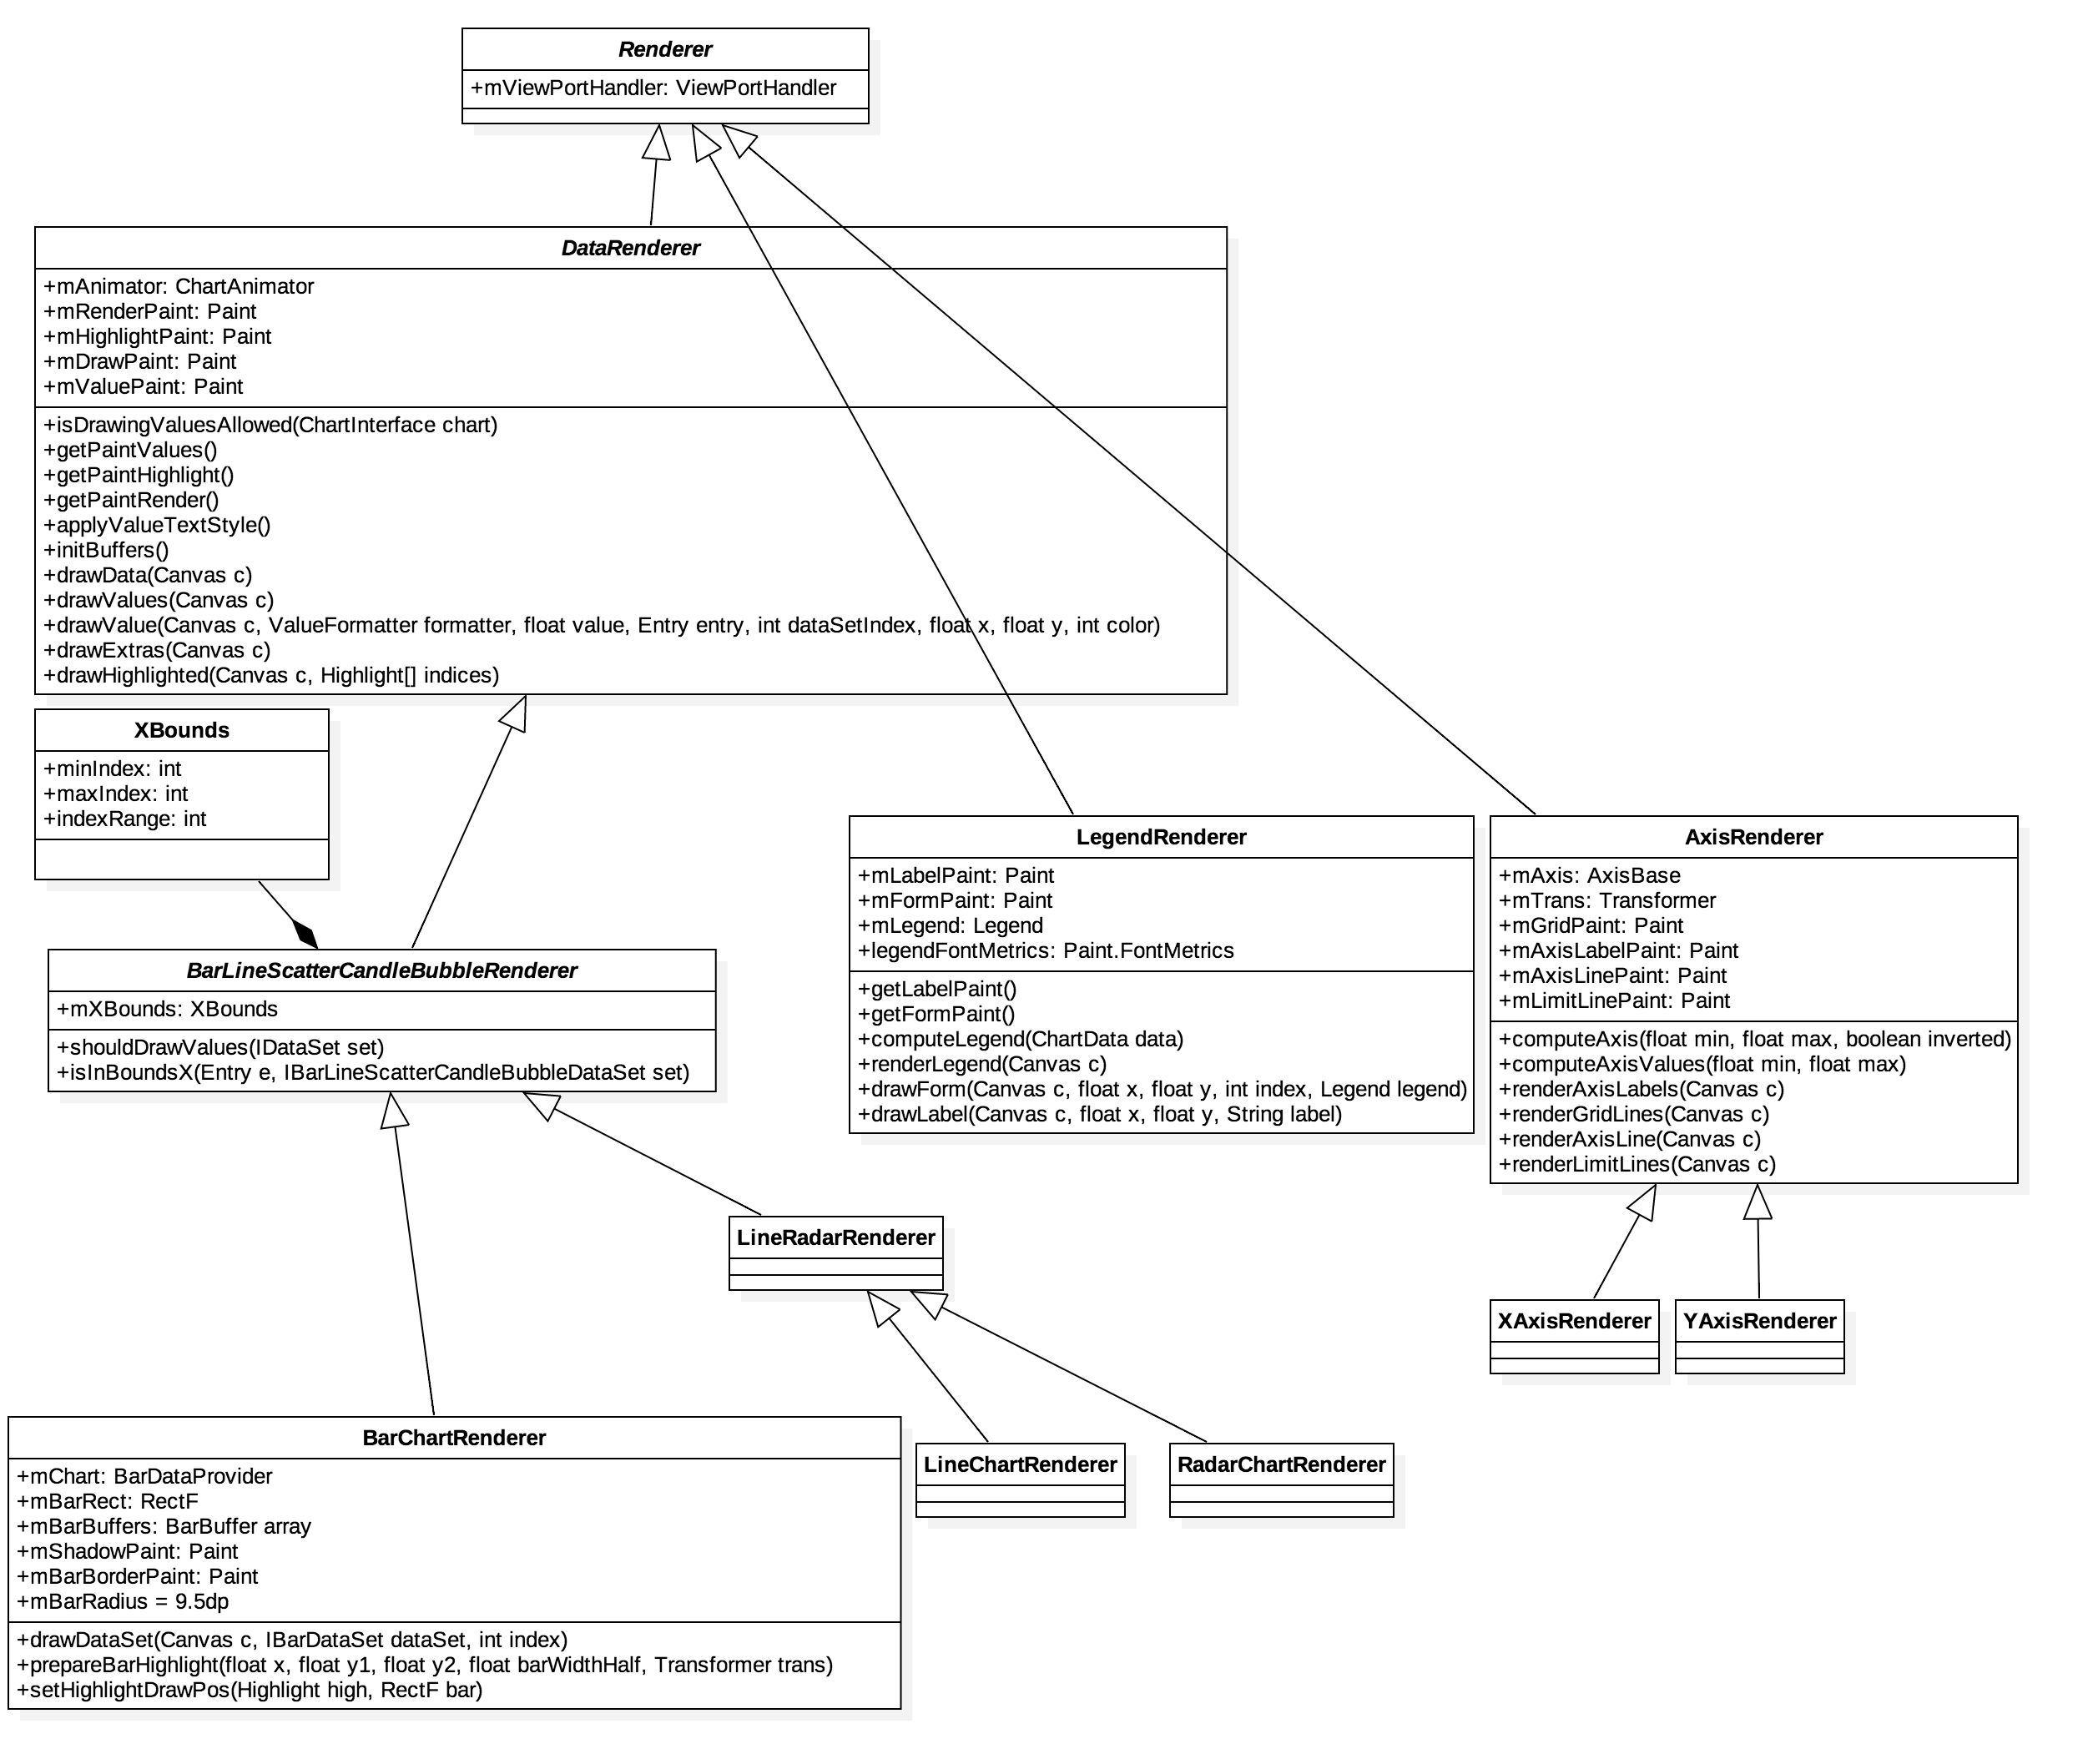 Renderer
+mViewPortHandler: ViewPortHandler
DataRenderer
+mAnimator: ChartAnimator
+mRenderPaint: Paint
+mHighlightPaint: Paint
+mDrawPaint: Paint
+mValuePaint: Paint
+isDrawingValuesAllowed(ChartInterface chart)
+getPaintValues()
+getPaintHighlight()
+getPaintRender()
+applyValueTextStyle()
+initBuffers()
+drawData(Canvas c)
+drawValues(Canvas c)
+drawValue(Canvas c, ValueFormatter formatter, float value, Entry entry, int dataSetIndex, float x, float y, int color)
+drawExtras(Canvas c)
+drawHighlighted(Canvas c, Highlight[] indices)
XBounds
+minIndex: int
+maxIndex: int
+indexRange: int
BarLineScatterCandleBubbleRenderer
+mXBounds: XBounds
+shouldDrawValues(IDataSet set)
+isInBoundsX(Entry e, IBarLineScatterCandleBubbleDataSet set)
LegendRenderer
+mLabelPaint: Paint
+mFormPaint: Paint
+mLegend: Legend
+legendFontMetrics: Paint.FontMetrics
+getLabelPaint()
+getFormPaint()
+computeLegend(ChartData data)
+renderLegend(Canvas c)
+drawForm(Canvas c, float x, float y, int index, Legend legend)
+drawLabel(Canvas c, float x, float y, String label)
AxisRenderer
+mAxis: AxisBase
+mTrans: Transformer
+mGridPaint: Paint
+mAxisLabelPaint: Paint
+mAxisLinePaint: Paint
+mLimitLinePaint: Paint
+computeAxis(float min, float max, boolean inverted)
+computeAxisValues(float min, float max)
+renderAxisLabels(Canvas c)
+renderGridLines(Canvas c)
+renderAxisLine(Canvas c)
+renderLimitLines(Canvas c)
LineRadarRenderer
XAxisRenderer
YAxisRenderer
BarChartRenderer
+mChart: BarDataProvider
+mBarRect: RectF
+mBarBuffers: BarBuffer array
+mShadowPaint: Paint
+mBarBorderPaint: Paint
+mBarRadius = 9.5dp
+drawDataSet(Canvas c, IBarDataSet dataSet, int index)
+prepareBarHighlight(float x, float y1, float y2, float barWidthHalf, Transformer trans)
+setHighlightDrawPos(Highlight high, RectF bar)
LineChartRenderer
RadarChartRenderer